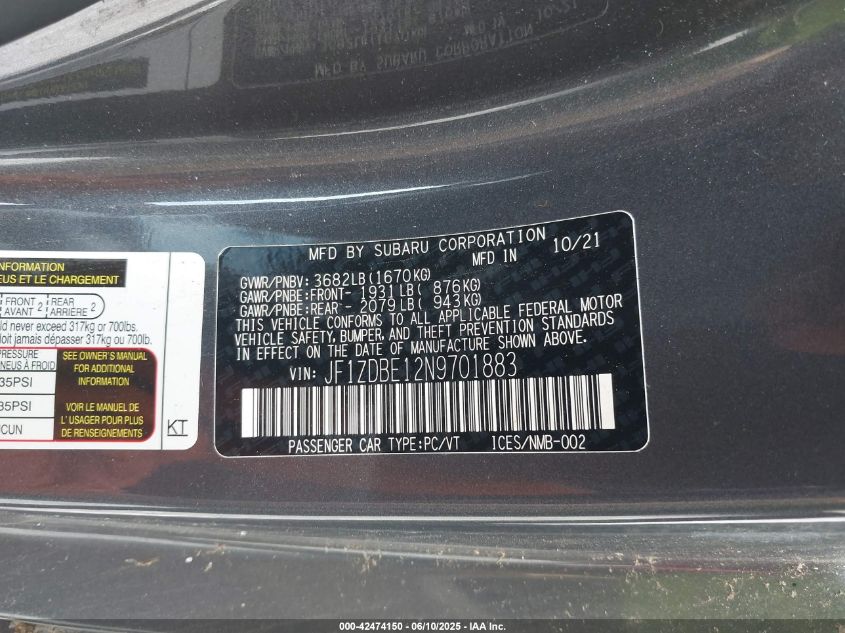 MFD BY SUBARU CORPORATION 10/21
MFD IN
GVWR/PNBV: 3682LB(1670KG)
GAWR/PNBE:FRONT- 1931LB( 876KG)
GAWR/PNBE:REAR - 2079LB( 943KG)
THIS VEHICLE CONFORMS TO ALL APPLICABLE FEDERAL MOTOR
VEHICLE SAFETY, BUMPER, AND THEFT PREVENTION STANDARDS
IN EFFECT ON THE DATE OF MANUFACTURE SHOWN ABOVE.
VIN: JF1ZDBE12N9701883
PASSENGER CAR TYPE:PC/VT ICES/NMB-002
INFORMATION
EUS ET LE CHARGEMENT
FRONT AVANT 2 REAR ARRIÈRE 2
ld never exceed 317kg or 700lbs.
doit jamais dépasser 317kg ou 700lb.
PRESSURE
PNEUS À FROID
35PSI
35PSI
CUN
SEE OWNER'S MANUAL
FOR ADDITIONAL
INFORMATION
VOIR LE MANUEL DE
L' USAGER POUR PLUS
DE RENSEIGNEMENTS
KT
000-42474150 - 06/10/2025 - IAA Inc.